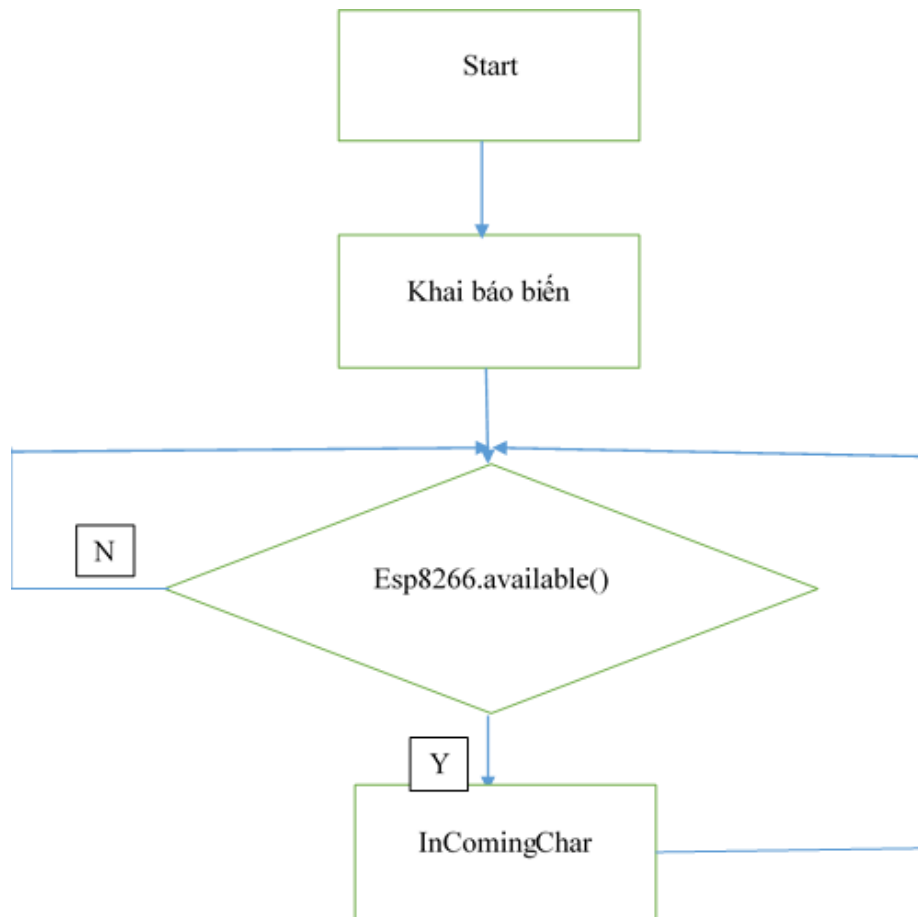 Start
Khai báo biến
N
Esp8266.available()
Y
InComingChar